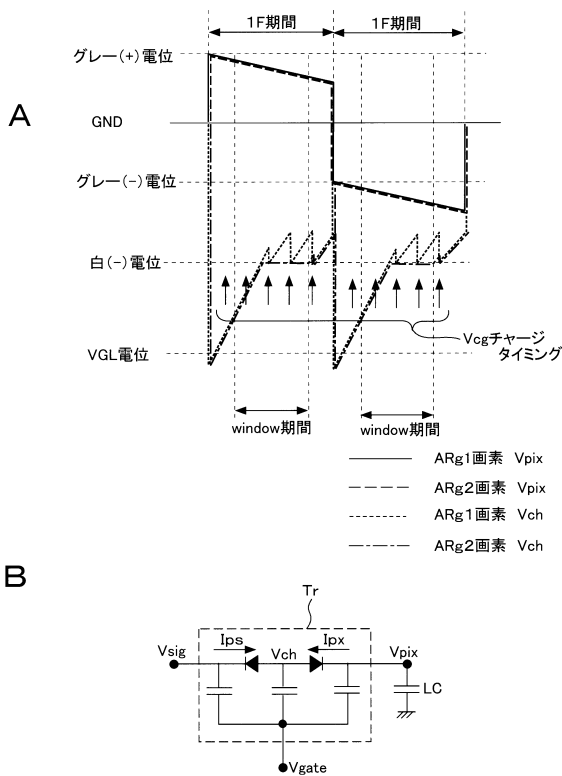 1F期間
1F期間
グレー(+)電位
A
GND
グレー(-)電位
白(-)電位
Vcgチャージ
タイミング
VGL電位
window期間
window期間
ARg1画素 Vpix
ARg2画素 Vpix
ARg1画素 Vch
ARg2画素 Vch
B
Tr
Ips
Ipx
Vsig
Vch
Vpix
LC
Vgate